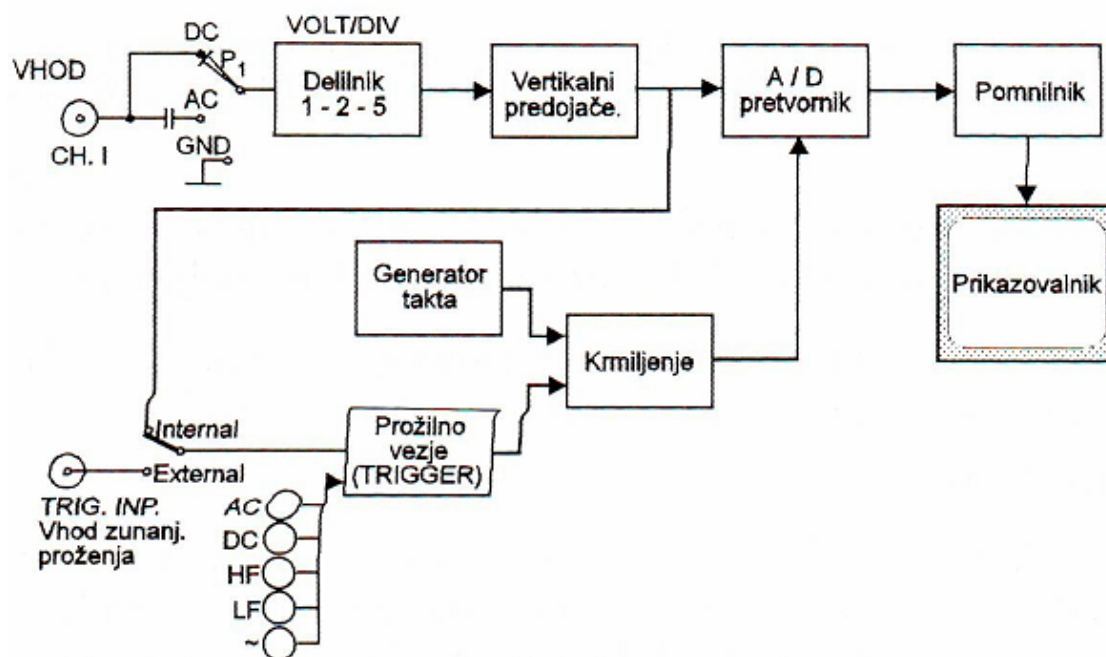 DC
VOLT/DIV
VHOD
P1
AC
GND
CH. I
Delilnik
1 - 2 - 5
Vertikalni
predojače.
A / D
pretvornik
Pomnilnik
Prikazovalnik
Generator
takta
Krmiljenje
Internal
External
Prožilno
vezje
(TRIGGER)
TRIG. INP.
Vhod zunanj.
proženja
AC
DC
HF
LF
~